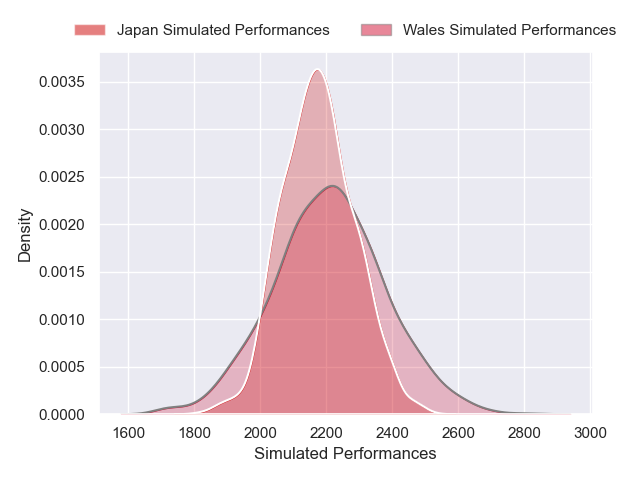 Japan Simulated Performances Wales Simulated Performances
0.0035
0.0030
0.0025
0.0020
0.0015
0.0010
0.0005
0.0000
Density
1600 1800 2000 2200 2400 2600 2800 3000
Simulated Performances